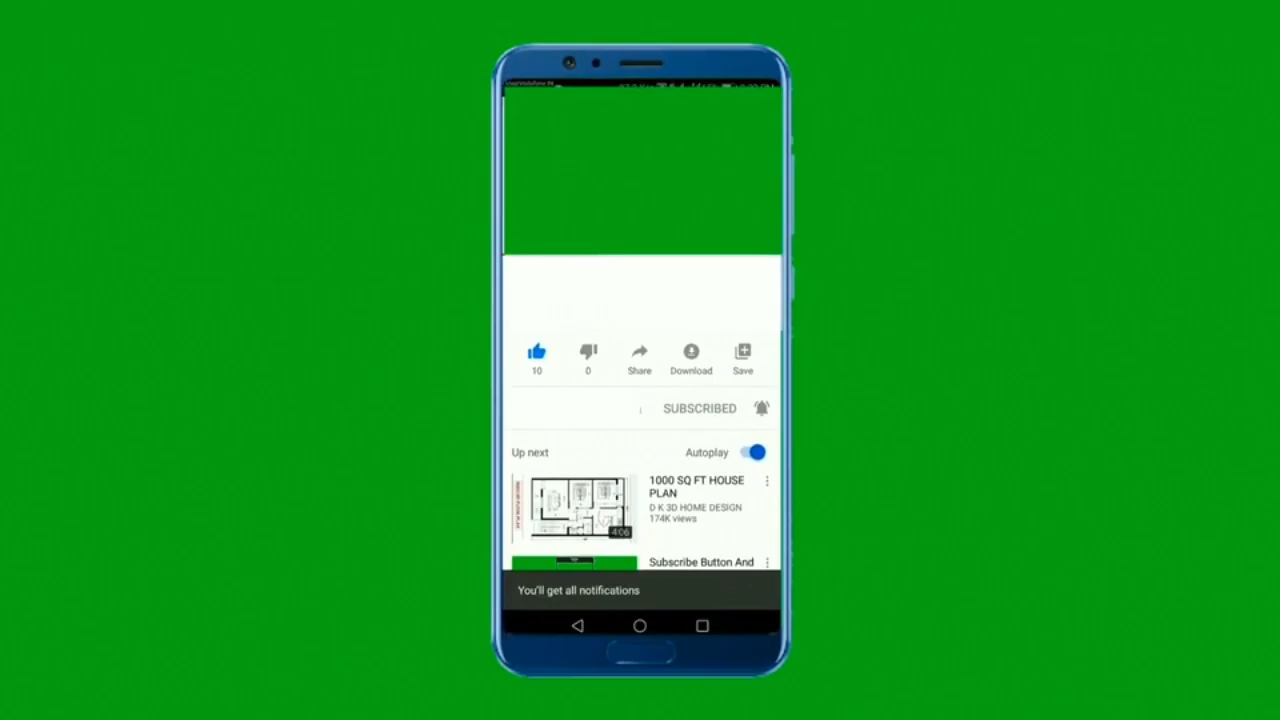 10
0
Share
Download
Save
SUBSCRIBED
Up next
Autoplay
1000 SQ FT HOUSE
PLAN
D K 3D HOME DESIGN
174K views
4:06
Subscribe Button And
You'll get all notifications